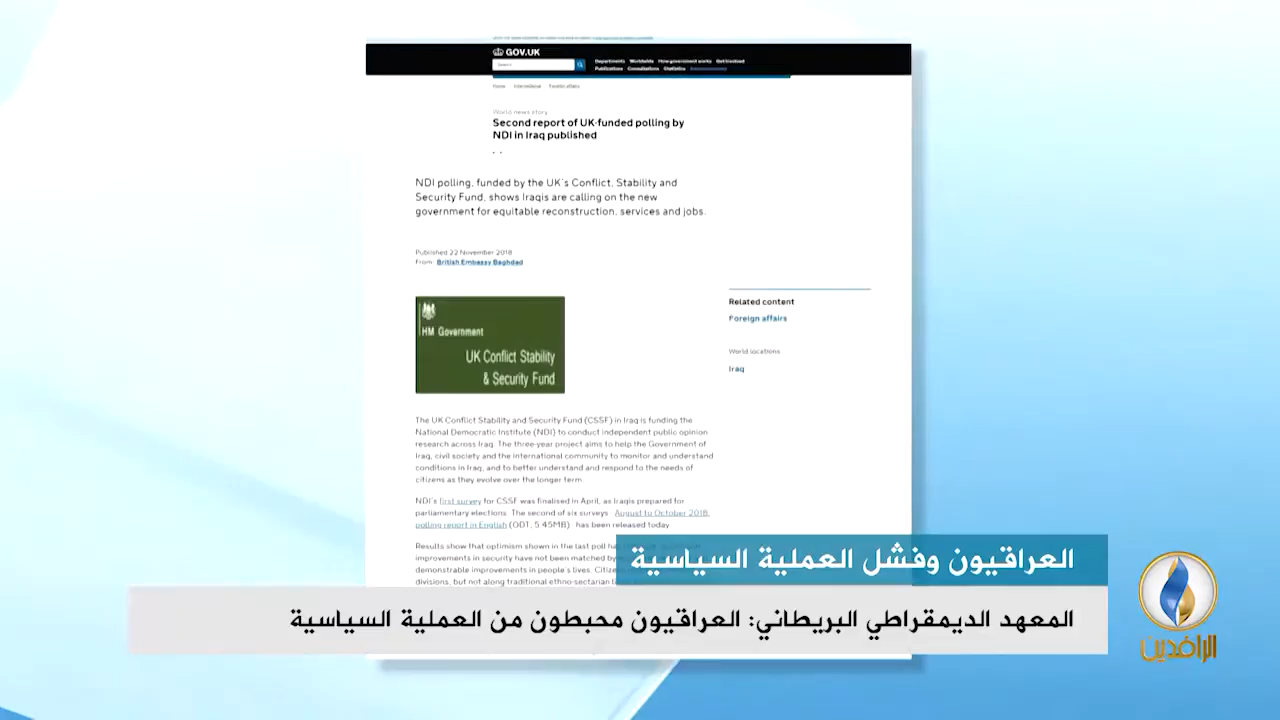 GOV.UK
Search
Departments Worldwide How government works Get involved
Publications Consultations Statistics
Home International Foreign affairs
World news story
Second report of UK-funded polling by
NDI in Iraq published
NDI polling, funded by the UK's Conflict, Stability and
Security Fund, shows Iraqis are calling on the new
government for equitable reconstruction, services and jobs.
Published 22 November 2018
From: British Embassy Baghdad
HM Government
UK Conflict Stability
& Security Fund
Related content
Foreign affairs
World locations
Iraq
The UK Conflict Stability and Security Fund (CSSF) in Iraq is funding the
National Democratic Institute (NDI) to conduct independent public opinion
research across Iraq. The three-year project aims to help the Government of
Iraq, civil society and the international community to monitor and understand
conditions in Iraq, and to better understand and respond to the needs of
citizens as they evolve over the longer term.
NDI's first survey for CSSF was finalised in April, as Iraqis prepared for
parliamentary elections. The second of six surveys August to October 2018,
polling report in English (ODT, 5.45MB) has been released today
Results show that optimism shown in the last poll
improvements in security have not been matched by
demonstrable improvements in people's lives.
divisions, but not along traditional ethno-sectarian
العراقيون وفشل العملية السياسية
المعهد الديمقراطي البريطاني: العراقيون محبطون من العملية السياسية
الرافدين